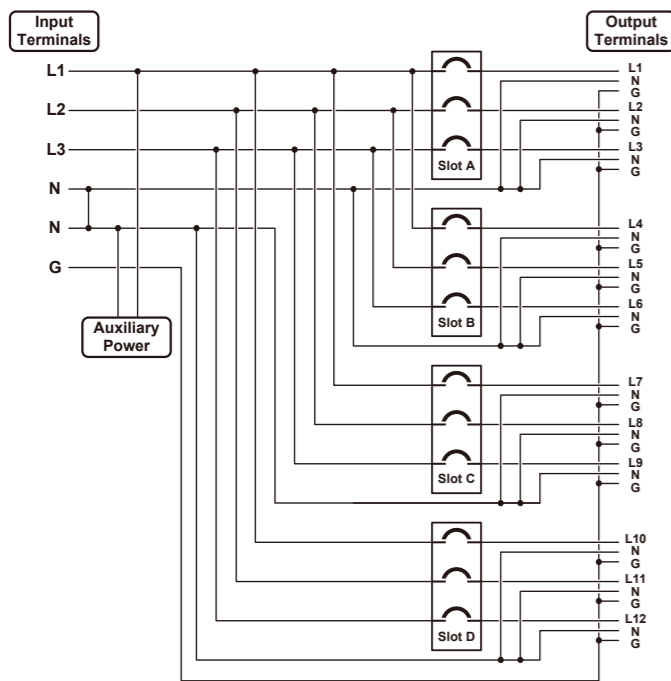 Input
Terminals
L1
L2
L3
N
N
G
Auxiliary
Power
Slot A
Slot B
Slot C
Slot D
Output
Terminals
L1
N
G
L2
N
G
L3
N
G
L4
N
G
L5
N
G
L6
N
G
L7
N
G
L8
N
G
L9
N
G
L10
N
G
L11
N
G
L12
N
G